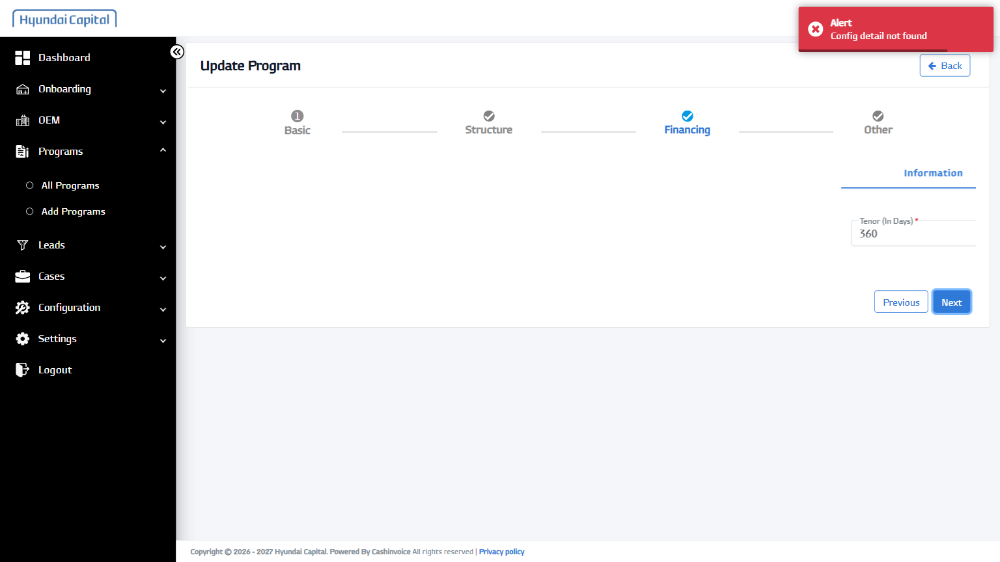 Hyundai Capital
Alert
Config detail not found
Dashboard
Onboarding
OEM
Programs
All Programs
Add Programs
Leads
Cases
Configuration
Settings
Logout
Update Program
Back
1
Basic
Structure
Financing
Other
Information
Tenor (In Days) *
360
Previous
Next
Copyright © 2026 - 2027 Hyundai Capital. Powered By Cashinvoice All rights reserved | Privacy policy